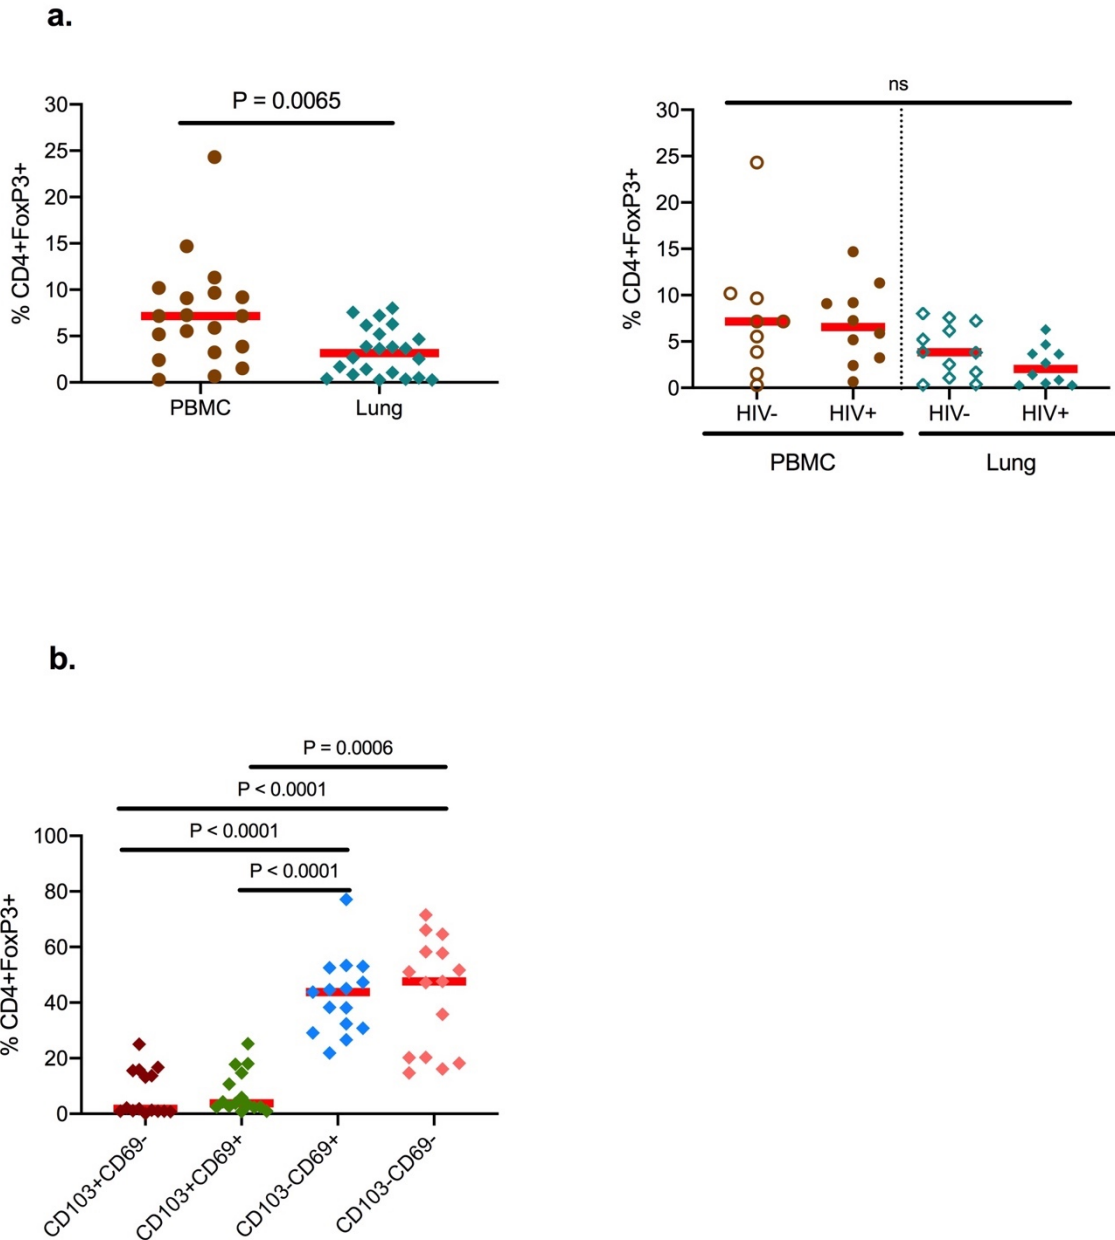 a.
P = 0.0065
% CD4+FoxP3+
30
25
20
15
10
5
0
PBMC
Lung
ns
% CD4+FoxP3+
30
25
20
15
10
5
0
HIV-
HIV+
HIV-
HIV+
PBMC
Lung
b.
P = 0.0006
P < 0.0001
P < 0.0001
P < 0.0001
% CD4+FoxP3+
100
80
60
40
20
0
CD103+CD69-
CD103+CD69+
CD103-CD69+
CD103-CD69-